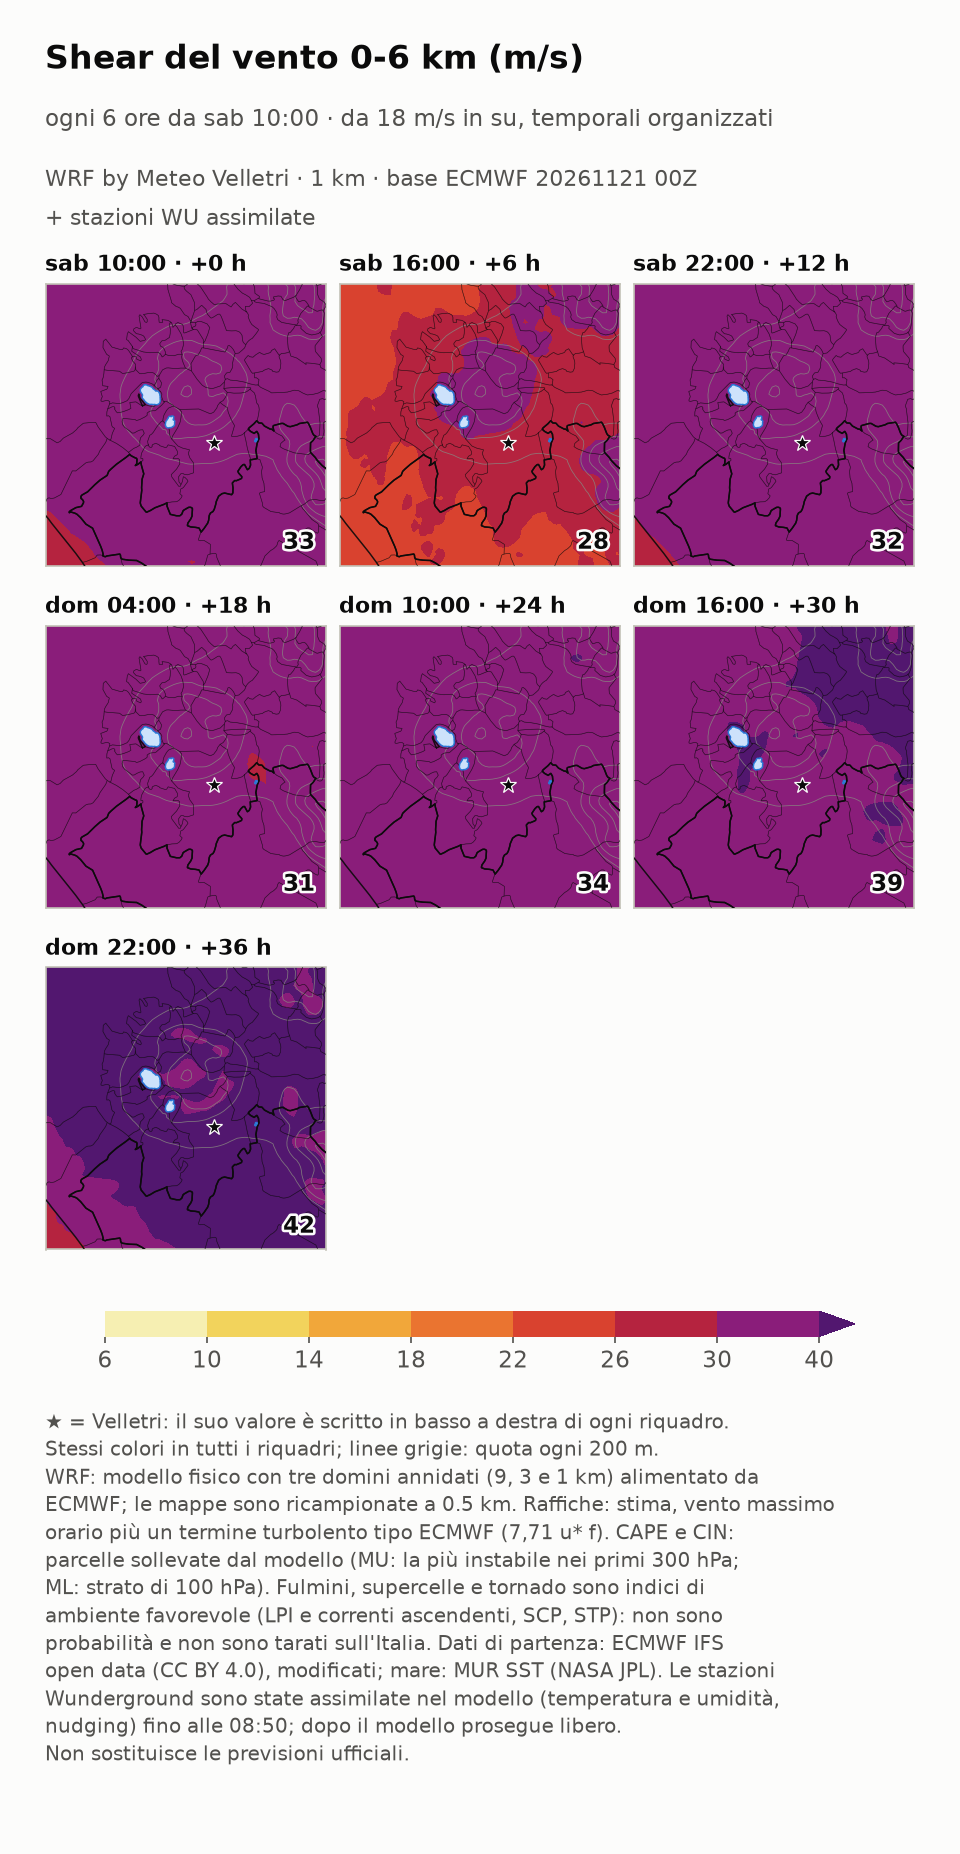 Shear del vento 0-6 km (m/s)
ogni 6 ore da sab 10:00 · da 18 m/s in su, temporali organizzati
WRF by Meteo Velletri · 1 km · base ECMWF 20261121 00Z
+ stazioni WU assimilate
sab 10:00 · +0 h
sab 16:00 · +6 h
sab 22:00 · +12 h
33
28
32
dom 04:00 · +18 h
dom 10:00 · +24 h
dom 16:00 · +30 h
31
34
39
dom 22:00 · +36 h
42
6 10 14 18 22 26 30 40
★ = Velletri: il suo valore è scritto in basso a destra di ogni riquadro.
Stessi colori in tutti i riquadri; linee grigie: quota ogni 200 m.
WRF: modello fisico con tre domini annidati (9, 3 e 1 km) alimentato da
ECMWF; le mappe sono ricampionate a 0.5 km. Raffiche: stima, vento massimo
orario più un termine turbolento tipo ECMWF (7,71 u* f). CAPE e CIN:
parcelle sollevate dal modello (MU: la più instabile nei primi 300 hPa;
ML: strato di 100 hPa). Fulmini, supercelle e tornado sono indici di
ambiente favorevole (LPI e correnti ascendenti, SCP, STP): non sono
probabilità e non sono tarati sull'Italia. Dati di partenza: ECMWF IFS
open data (CC BY 4.0), modificati; mare: MUR SST (NASA JPL). Le stazioni
Wunderground sono state assimilate nel modello (temperatura e umidità,
nudging) fino alle 08:50; dopo il modello prosegue libero.
Non sostituisce le previsioni ufficiali.